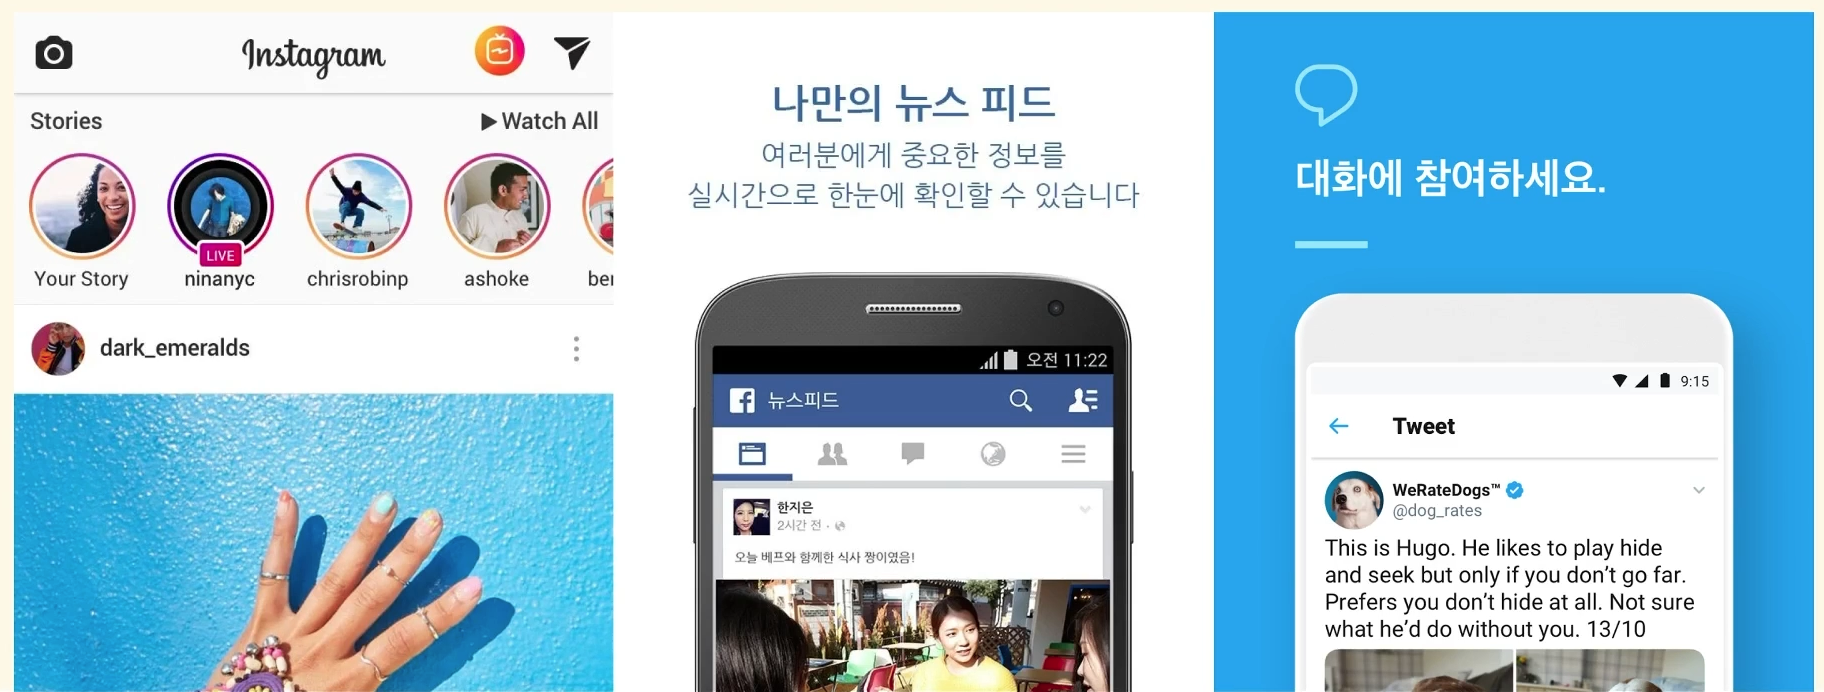 Instagram
Stories
Watch All
LIVE
Your Story
ninanyc
chrisrobinp
ashoke
dark_emeralds
나만의 뉴스 피드
여러분에게 중요한 정보를
실시간으로 한눈에 확인할 수 있습니다
오전 11:22
뉴스피드
한지은
2시간 전 ·
오늘 베프와 함께한 식사 짱이였음!
대화에 참여하세요.
9:15
Tweet
WeRateDogs™
@dog_rates
This is Hugo. He likes to play hide
and seek but only if you don’t go far.
Prefers you don’t hide at all. Not sure
what he’d do without you. 13/10